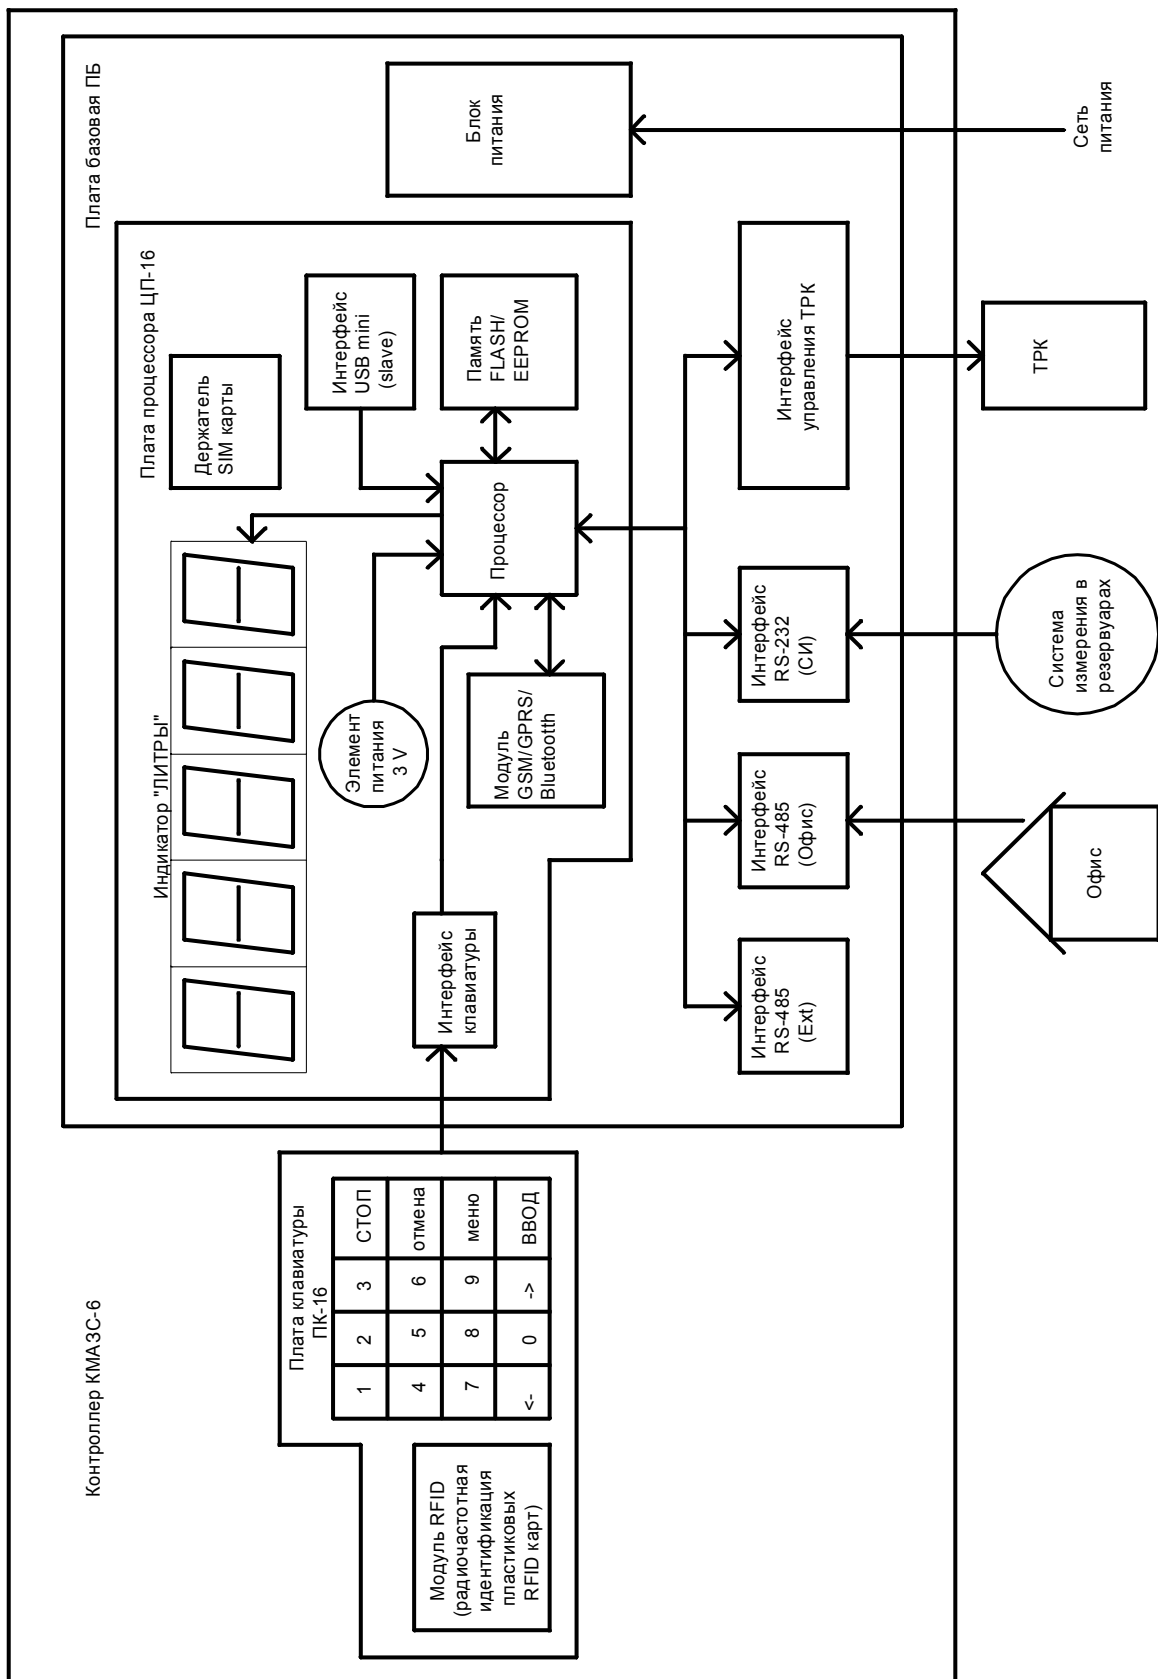 Контроллер КМАЗС-6
Плата базовая ПБ
Плата процессора ЦП-16
Индикатор "ЛИТРЫ"
Держатель
SIM карты
Элемент
питания
3 V
Интерфейс
USB mini
(slave)
Плата клавиатуры
ПК-16
1
2
3
СТОП
4
5
6
отмена
7
8
9
меню
<-
0
->
ВВОД
Модуль RFID
(радиочастотная
идентификация
пластиковых
RFID карт)
Интерфейс
клавиатуры
Модуль
GSM/GPRS/
Bluetootth
Процессор
Память
FLASH/
EEPROM
Блок
питания
Интерфейс
RS-485
(Ext)
Интерфейс
RS-485
(Офис)
Интерфейс
RS-232
(СИ)
Интерфейс
управления ТРК
Офис
Система
измерения в
резервуарах
ТРК
Сеть
питания